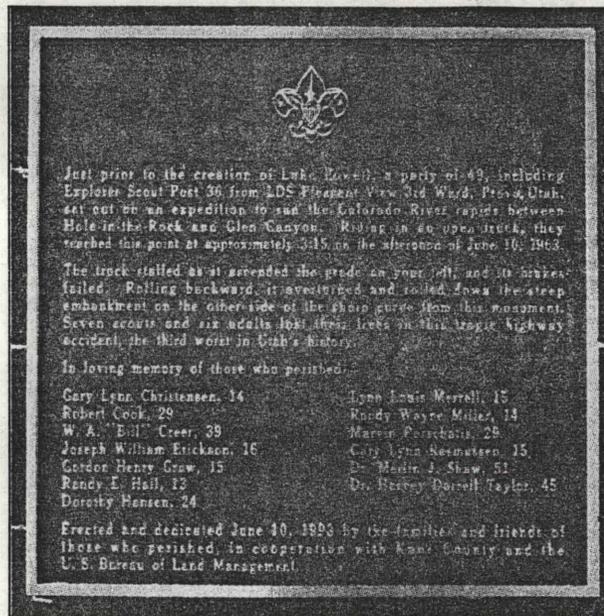 Just prior to the creation of Lake Powell, a party of 49, including
Explorer Scout Post 36 from LDS Pleasant View 3rd Ward, Provo, Utah,
set out on an expedition to run the Colorado River rapids between
Hole-in-the-Rock and Glen Canyon. Riding in an open truck, they
reached this point at approximately 3:15 on the afternoon of June 10, 1963.
The truck stalled as it ascended the grade on your left, and its brakes
failed. Rolling backward, it overturned and rolled down the steep
embankment on the other side of the sharp curve from this monument.
Seven scouts and six adults lost their lives in this tragic highway
accident, the third worst in Utah's history.
In loving memory of those who perished:
Gary Lynn Christensen, 14
Robert Cook, 29
W. A. "Bill" Creer, 39
Joseph William Erickson, 16
Gordon Henry Grow, 15
Randy E. Hall, 13
Dorothy Hansen, 24
Lynn Louis Merrell, 15
Randy Wayne Miller, 14
Marvin 29
Gary Lynn Rasmussen, 15
Dr. Merlin J. Shaw, 51
Dr. Harvey Darrell Taylor, 45
Erected and dedicated June 10, 1993 by the families and friends of
those who perished, in cooperation with Kane County and the
U. S. Bureau of Land Management.